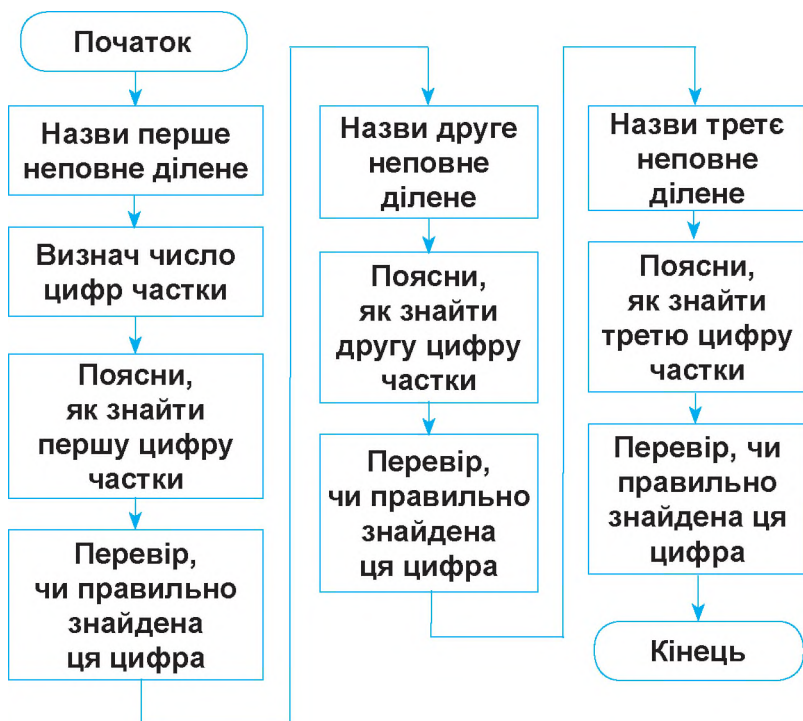 Початок
Назви перше
неповне ділене
Визнач число
цифр частки
Поясни,
як знайти
першу цифру
частки
Перевір,
чи правильно
знайдена
ця цифра
Назви друге
неповне
ділене
Поясни,
як знайти
другу цифру
частки
Перевір,
чи правильно
знайдена
ця цифра
Назви третє
неповне
ділене
Поясни,
як знайти
третю цифру
частки
Перевір, чи
правильно
знайдена ця
цифра
Кінець